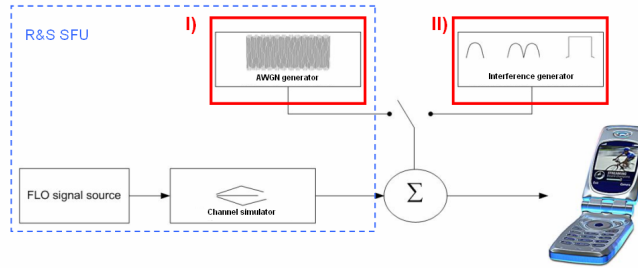 R&S SFU
I)
II)
AWGN generator
Interference generator
FLO signal source
Channel simulator
Σ